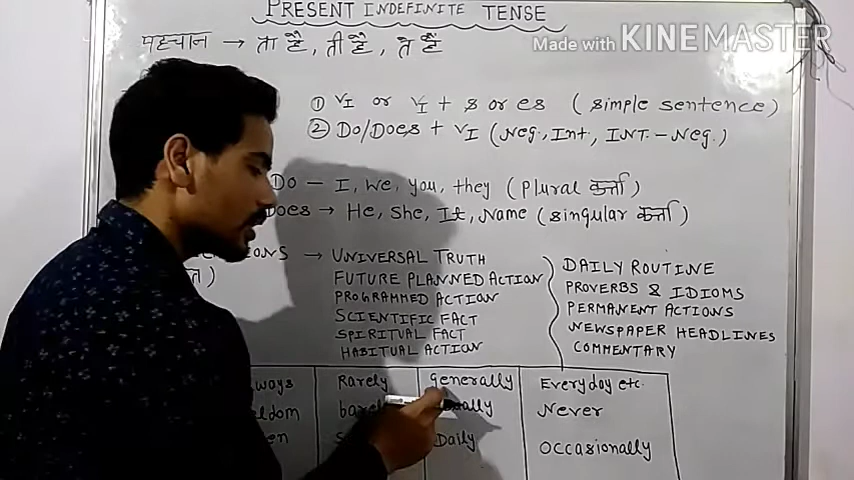 PRESENT INDEFINITE TENSE
पहचान → ता है, ती है, ते हैं
Made with KINEMASTER
① V1 or V1 + s or es (simple sentence)
② Do/Does + V1 (Neg., Int., INT.-Neg.)
Do – I, we, you, they (Plural कर्त्ता)
Does → He, she, It, Name (singular कर्त्ता)
→ UNIVERSAL TRUTH
FUTURE PLANNED ACTION
PROGRAMMED ACTION
SCIENTIFIC FACT
SPIRITUAL FACT
HABITUAL ACTION
DAILY ROUTINE
PROVERBS & IDIOMS
PERMANENT ACTIONS
NEWSPAPER HEADLINES
COMMENTARY
Rarely generally Everyday etc.
Never
Daily occasionally